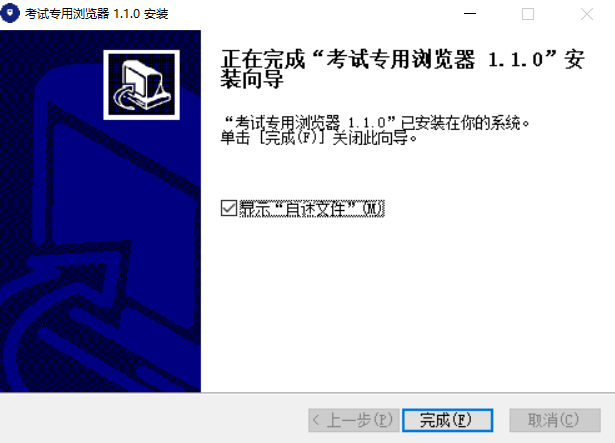 考试专用浏览器 1.1.0 安装
正在完成“考试专用浏览器 1.1.0”安
装向导
“考试专用浏览器 1.1.0”已安装在你的系统。
单击 [完成(F)] 关闭此向导。
显示“自述文件”(M)
< 上一步(P)
完成(F)
取消(C)